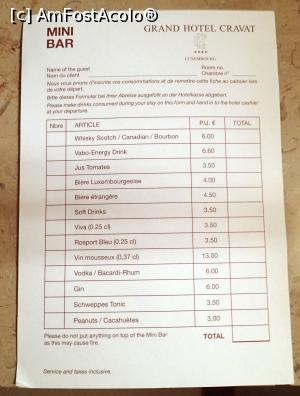 [c] AmFostAcolo®
MINI
BAR
GRAND HOTEL CRAVAT
****
LUXEMBOURG
Name of the guest
Nom du client
Room no.
Chambre n°
Nous vous prions d'inscrire vos consommations et de remettre cette fiche au caissier lors
de votre départ.
Bitte dieses Formular bei Ihrer Abreise ausgefüllt an der Hotelkasse abgeben.
Please make drinks consumed during your stay on this form and hand in to the hotel cashier
at your departure.
Nbre ARTICLE P.U. € TOTAL
Whisky Scotch / Canadian / Bourbon 6.00
Vabo-Energy Drink 6.60
Jus Tomates 3.50
Bière Luxembourgeoise 4.00
Bière étrangère 4.50
Soft Drinks 3.50
Viva (0.25 cl) 3.50
Rosport Bleu (0.25 cl) 3.50
Vin mousseux (0,37 cl) 13,00
Vodka / Bacardi-Rhum 6.00
Gin 6.00
Schweppes Tonic 3.50
Peanuts / Cacahuètes 3,00
Please do not put anything on top of the Mini Bar
as this may cause fire.
TOTAL
Service and taxes inclusive.